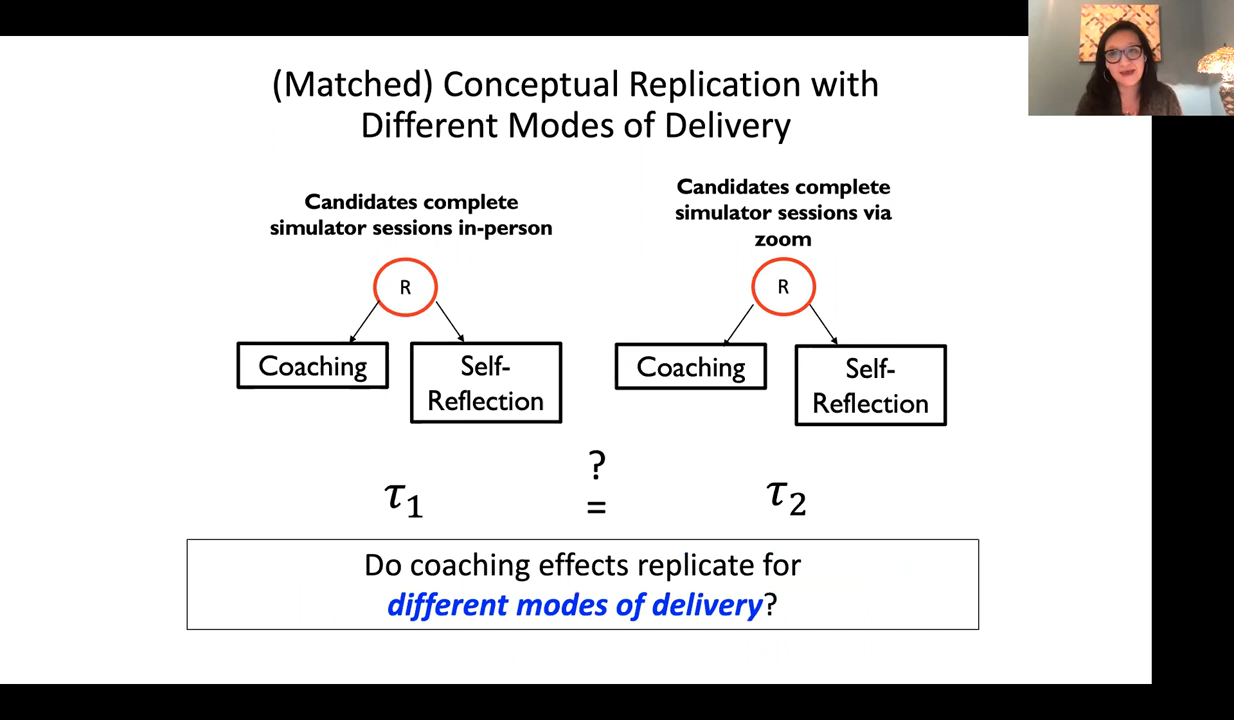 (Matched) Conceptual Replication with
Different Modes of Delivery
Candidates complete
simulator sessions in-person
R
Coaching
Self-
Reflection
Candidates complete
simulator sessions via
zoom
R
Coaching
Self-
Reflection
τ₁
?
=
τ₂
Do coaching effects replicate for
different modes of delivery?